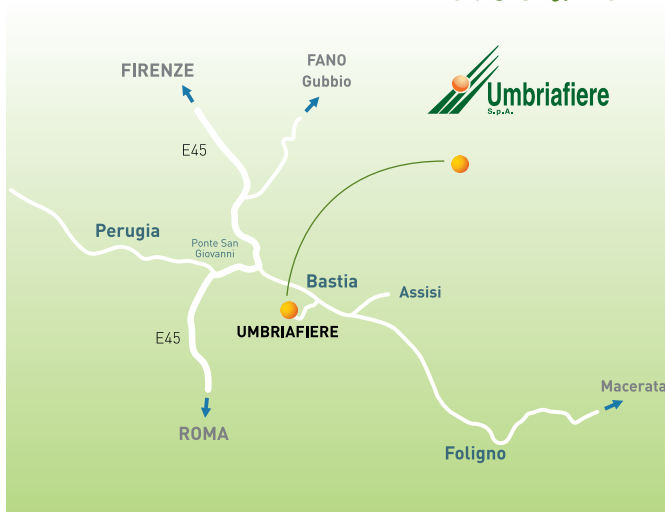 FIRENZE
FANO
Gubbio
Umbriafiere
S.p.A.
E45
Perugia
Ponte San
Giovanni
Bastia
Assisi
UMBRIAFIERE
E45
Macerata
ROMA
Foligno